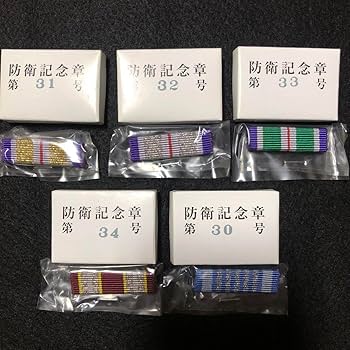 防衛記念章
第 31 号
防衛記念章
第 32 号
防衛記念章
第 33 号
防衛記念章
第 34 号
防衛記念章
第 30 号